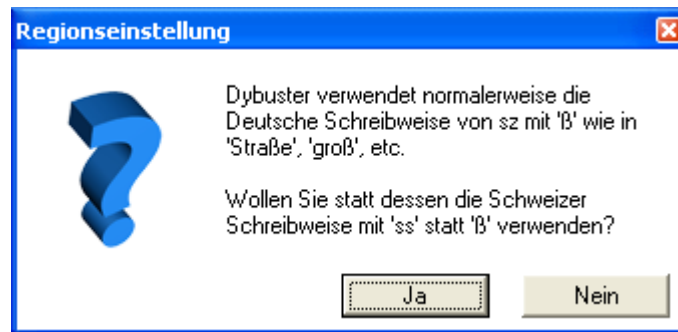 Regionseinstellung
Dybuster verwendet normalerweise die
Deutsche Schreibweise von sz mit 'ß' wie in
'Straße', 'groß', etc.
Wollen Sie statt dessen die Schweizer
Schreibweise mit 'ss' statt 'ß' verwenden?
Ja Nein